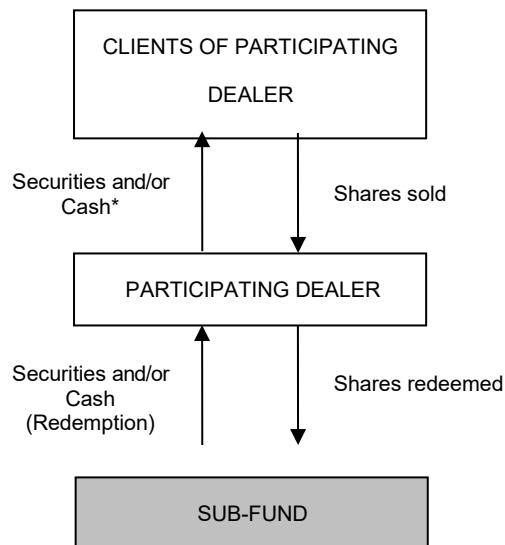 CLIENTS OF PARTICIPATING
DEALER
Securities and/or
Cash*
Shares sold
PARTICIPATING DEALER
Securities and/or
Cash
(Redemption)
Shares redeemed
SUB-FUND